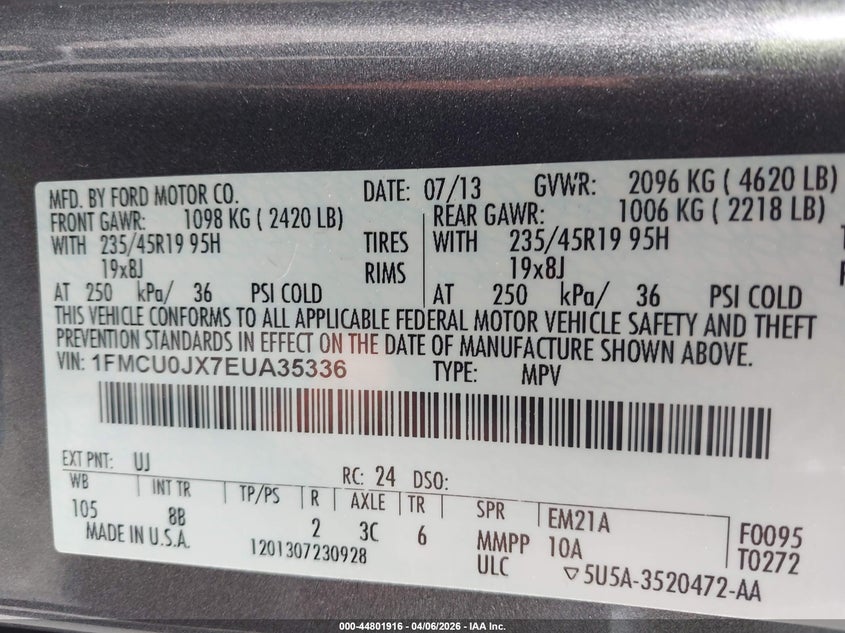 MFD. BY FORD MOTOR CO. DATE: 07/13 GVWR: 2096 KG ( 4620 LB)
FRONT GAWR: 1098 KG ( 2420 LB) REAR GAWR: 1006 KG ( 2218 LB)
WITH 235/45R19 95H TIRES WITH 235/45R19 95H
19x8J RIMS 19x8J
AT 250 kPa/ 36 PSI COLD AT 250 kPa/ 36 PSI COLD
THIS VEHICLE CONFORMS TO ALL APPLICABLE FEDERAL MOTOR VEHICLE SAFETY AND THEFT
PREVENTION STANDARDS IN EFFECT ON THE DATE OF MANUFACTURE SHOWN ABOVE.
VIN: 1FMCU0JX7EUA35336 TYPE: MPV
EXT PNT: UJ RC: 24 DSO:
WB INT TR TP/PS R AXLE TR SPR EM21A F0095
105 8B 2 3C 6 MMPP 10A T0272
MADE IN U.S.A. 1201307230928 ULC ▽5U5A-3520472-AA
000-44801916 - 04/06/2026 - IAA Inc.